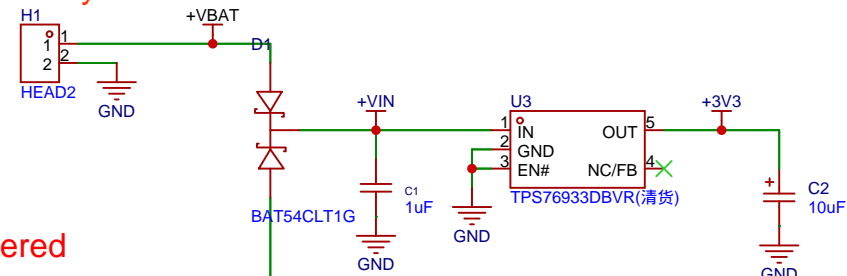 y
H1
+VBAT
D1
1
1
2
2
HEAD2
GND
+VIN
U3
+3V3
1
IN
OUT
5
2
GND
3
EN#
NC/FB
4
TPS76933DBVR(清货)
C1
1uF
C2
10uF
BAT54CLT1G
GND
ered
GND
GND